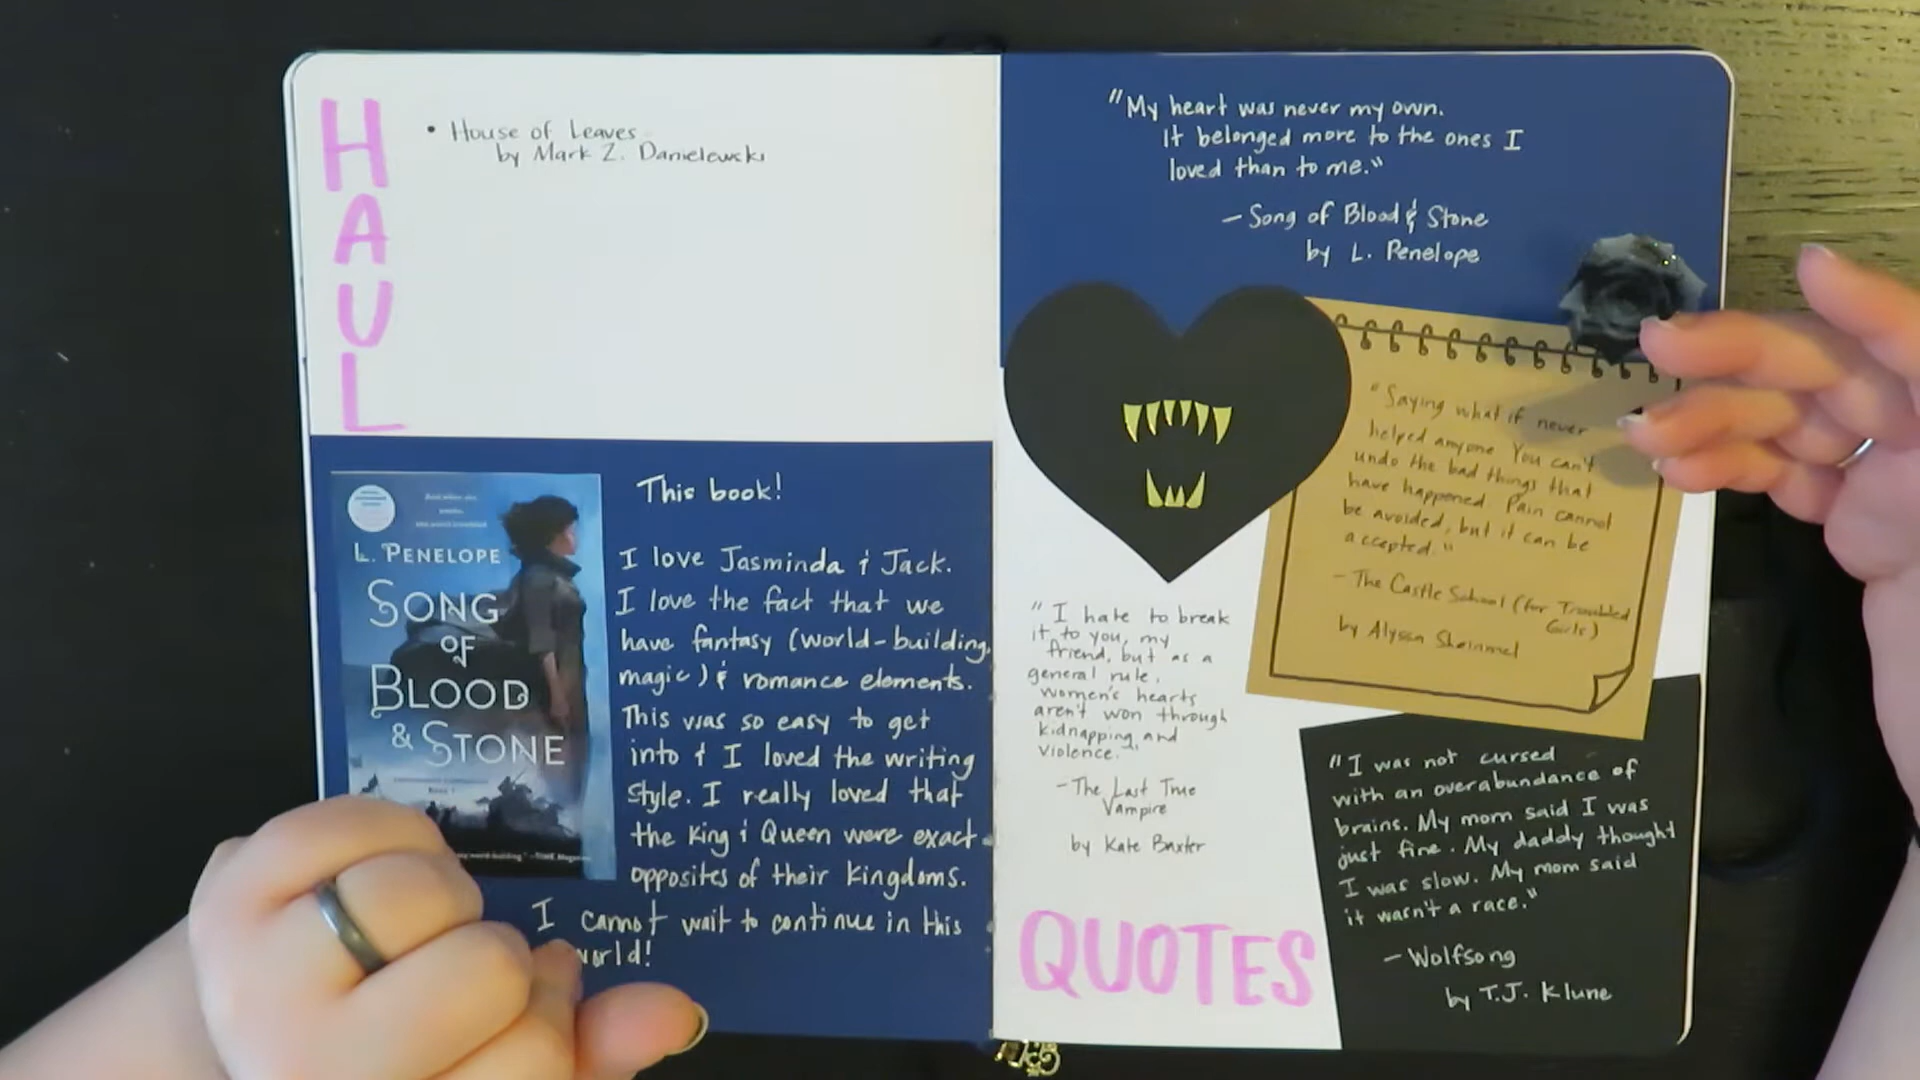 HAUL
• House of Leaves
by Mark Z. Danielewski
L. PENELOPE
SONG
OF
BLOOD
& STONE
This book!
I love Jasminda & Jack.
I love the fact that we
have fantasy (world-building,
magic) & romance elements.
This was so easy to get
into & I loved the writing
style. I really loved that
the King & Queen were exact
opposites of their kingdoms.
I cannot wait to continue in this
world!
"My heart was never my own.
It belonged more to the ones I
loved than to me."
- Song of Blood & Stone
by L. Penelope
"Saying what if never
helped anyone. You can't
undo the bad things that
have happened. Pain cannot
be avoided, but it can be
accepted."
- The Castle School (for Troubled
Girls)
by Alyssa Sheinmel
"I hate to break
it to you, my
friend, but as a
general rule,
women's hearts
aren't won through
kidnapping and
violence."
- The Last True
Vampire
by Kate Baxter
"I was not cursed
with an overabundance of
brains. My mom said I was
just fine. My daddy thought
I was slow. My mom said
it wasn't a race."
- Wolfsong
by T.J. Klune
QUOTES